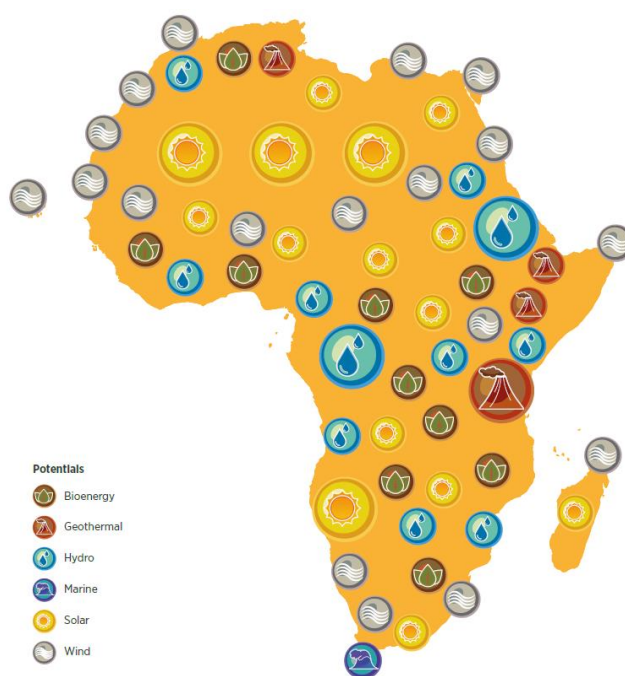 Potentials
Bioenergy
Geothermal
Hydro
Marine
Solar
Wind